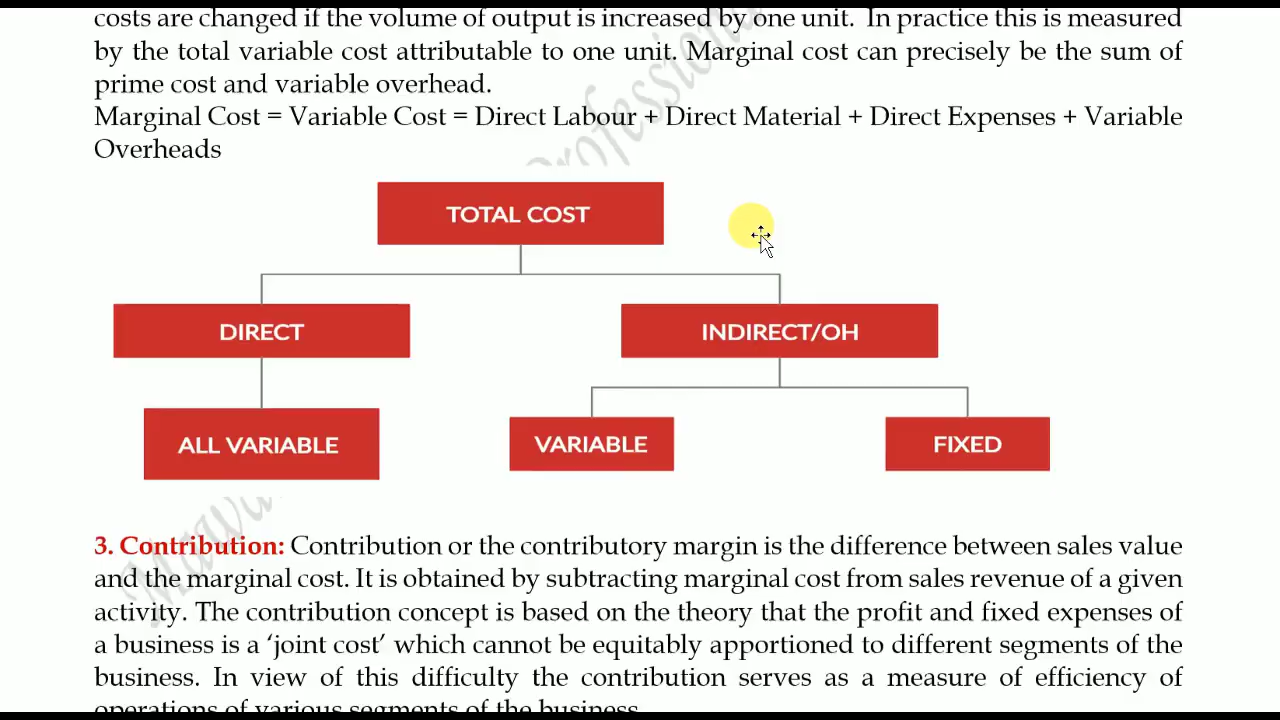 costs are changed if the volume of output is increased by one unit. In practice this is measured
by the total variable cost attributable to one unit. Marginal cost can precisely be the sum of
prime cost and variable overhead.
Marginal Cost = Variable Cost = Direct Labour + Direct Material + Direct Expenses + Variable
Overheads
TOTAL COST
DIRECT
INDIRECT/OH
ALL VARIABLE
VARIABLE
FIXED
3. Contribution: Contribution or the contributory margin is the difference between sales value
and the marginal cost. It is obtained by subtracting marginal cost from sales revenue of a given
activity. The contribution concept is based on the theory that the profit and fixed expenses of
a business is a ‘joint cost’ which cannot be equitably apportioned to different segments of the
business. In view of this difficulty the contribution serves as a measure of efficiency of
operations of various segments of the business.